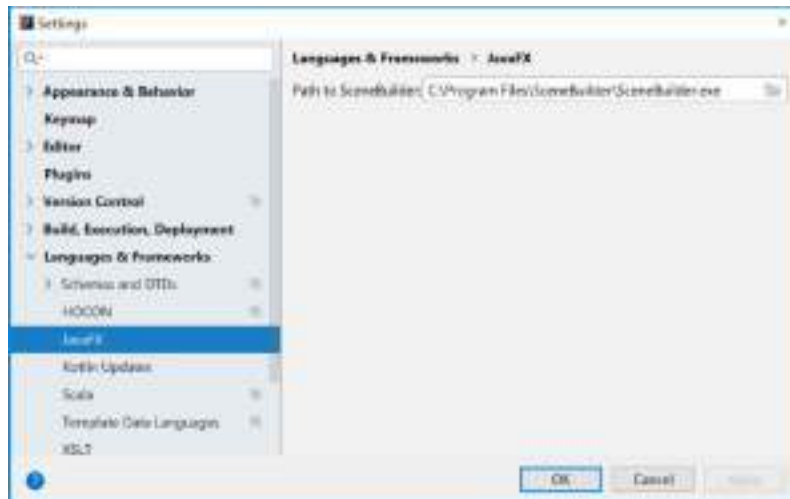 Settings
Appearance & Behavior
Keymap
Editor
Plugins
Version Control
Build, Execution, Deployment
Languages & Frameworks
Schemas and DTDs
HOCON
JavaFX
Kotlin Updates
Scala
Template Data Languages
XSLT
Languages & Frameworks > JavaFX
Path to SceneBuilder: C:\Program Files\SceneBuilder\SceneBuilder.exe
OK Cancel